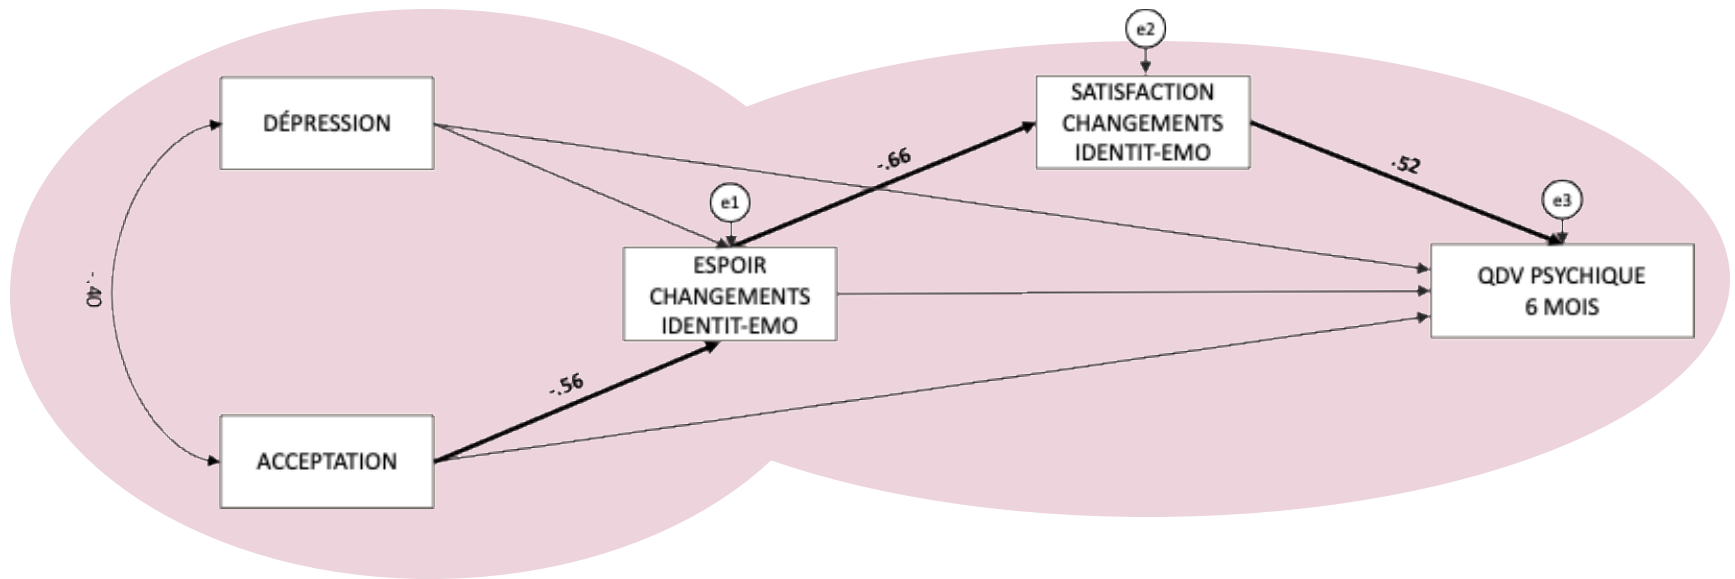 e2
SATISFACTION
CHANGEMENTS
IDENTIT-EMO
DÉPRESSION
-.66
.52
e1
e3
ESPOIR
CHANGEMENTS
IDENTIT-EMO
QDV PSYCHIQUE
6 MOIS
-.40
-.56
ACCEPTATION